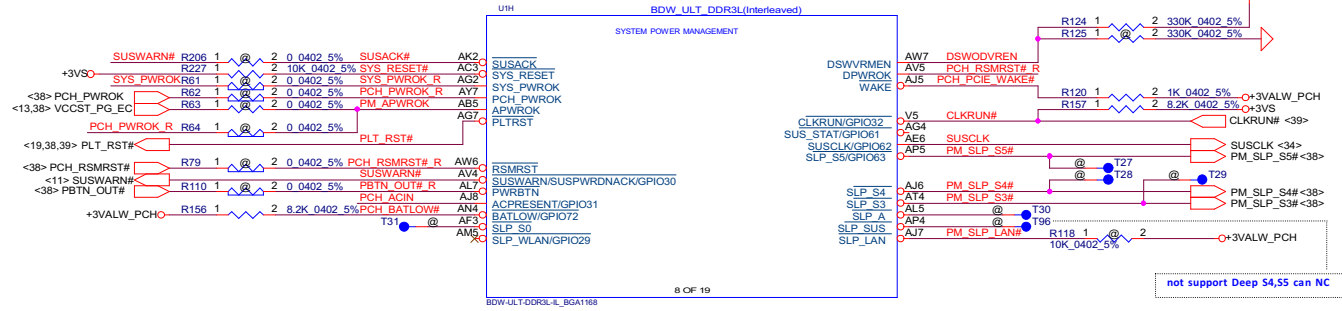 U1H
BDW_ULT_DDR3L(Interleaved)
SYSTEM POWER MANAGEMENT
R124 1 2 330K_0402_5%
R125 1 @ 2 330K_0402_5%
SUSWARN# R206 1 @ 2 0_0402_5% SUSACK# AK2 SUSACK
+3VS R227 1 @ 2 10K_0402_5% SYS_RESET# AC3 SYS_RESET
SYS_PWROK R61 1 @ 2 0_0402_5% SYS_PWROK_R AG2 SYS_PWROK
<38> PCH_PWROK R62 1 @ 2 0_0402_5% PCH_PWROK_R AY7 PCH_PWROK
<13,38> VCCST_PG_EC R63 1 @ 2 0_0402_5% PM_APWROK AB5 APWROK
PCH_PWROK_R R64 1 @ 2 0_0402_5% AG7 PLTRST
<19,38,39> PLT_RST# PLT_RST#
<38> PCH_RSMRST# R79 1 @ 2 0_0402_5% PCH_RSMRST#_R AW6 RSMRST
<11> SUSWARN# SUSWARN# AV4 SUSWARN/SUSPWRDNACK/GPIO30
<38> PBTN_OUT# R110 1 @ 2 0_0402_5% PBTN_OUT#_R AL7 PWRBTN
PCH_ACIN AJ8 ACPRESENT/GPIO31
+3VALW_PCH R156 1 2 8.2K_0402_5% PCH_BATLOW# AN4 BATLOW/GPIO72
T31 @ AF3 SLP_S0
AM5 SLP_WLAN/GPIO29
DSWVRMEN AW7 DSWODVREN
DPWROK AV5 PCH_RSMRST#_R
WAKE AJ5 PCH_PCIE_WAKE#
R120 1 2 1K_0402_5% +3VALW_PCH
R157 1 2 8.2K_0402_5% +3VS
CLKRUN/GPIO32 V5 CLKRUN# CLKRUN# <39>
SUS_STAT/GPIO61 AG4
SUSCLK/GPIO62 AE6 SUSCLK SUSCLK <34>
SLP_S5/GPIO63 AP5 PM_SLP_S5# PM_SLP_S5# <38>
@ T27
@ T28
@ T29
SLP_S4 AJ6 PM_SLP_S4# PM_SLP_S4# <38>
SLP_S3 AT4 PM_SLP_S3# PM_SLP_S3# <38>
SLP_A AL5 @ T30
SLP_SUS AP4 @ T96
SLP_LAN AJ7 PM_SLP_LAN# R118 1 @ 2 10K_0402_5% +3VALW_PCH
not support Deep S4,S5 can NC
8 OF 19
BDW-ULT-DDR3L-IL_BGA1168